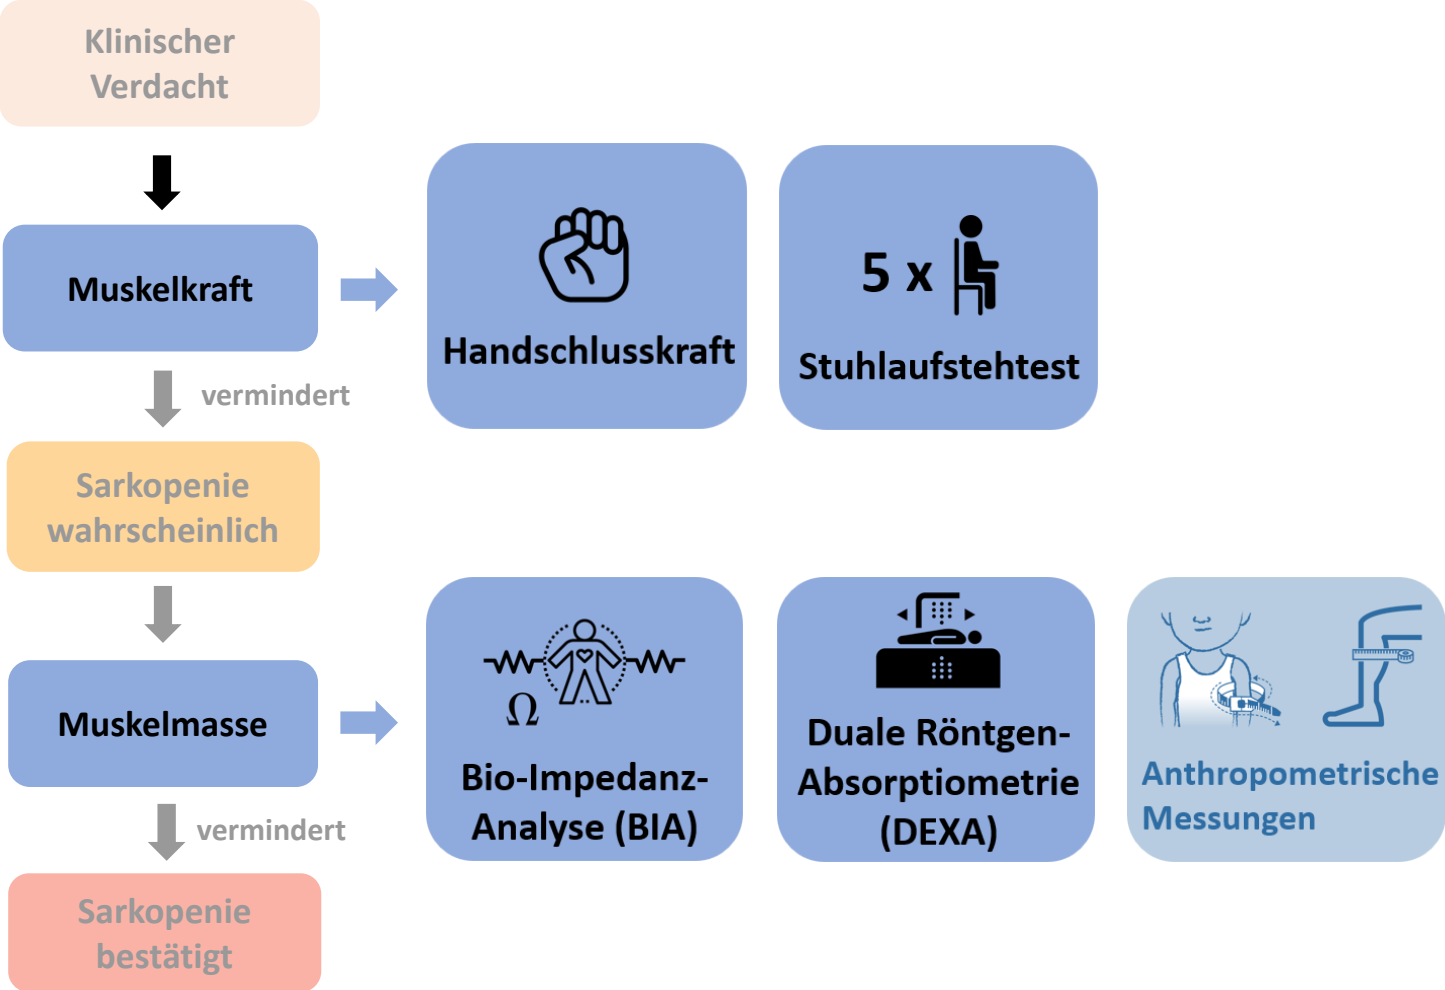 Klinischer
Verdacht
Muskelkraft
Handschlusskraft
5 x
Stuhlaufstehtest
vermindert
Sarkopenie
wahrscheinlich
Muskelmasse
Ω
Bio-Impedanz-
Analyse (BIA)
Duale Röntgen-
Absorptiometrie
(DEXA)
Anthropometrische
Messungen
vermindert
Sarkopenie
bestätigt